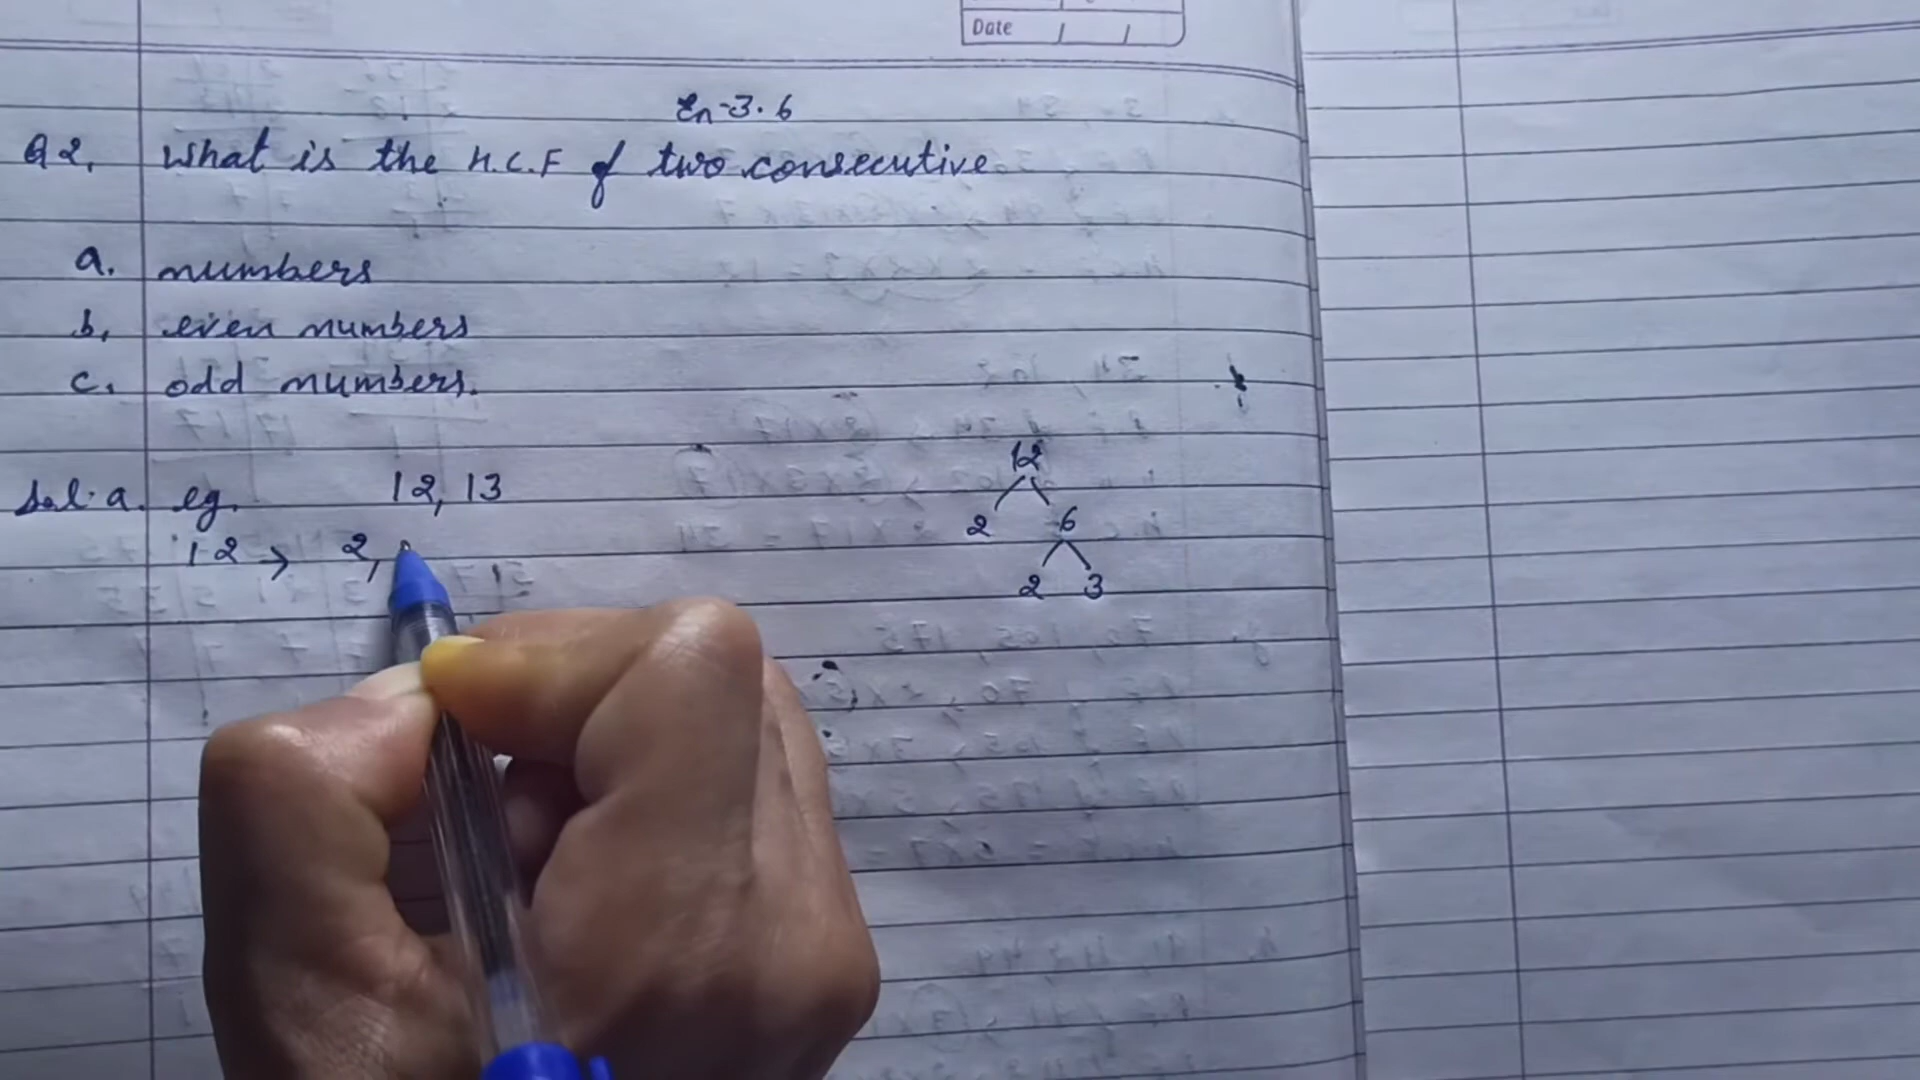 Date / /
Ex-3.6
Q2. What is the H.C.F of two consecutive
a. numbers
b. even numbers
c. odd numbers.
Sol. a. eg. 12, 13
12 → 2,
12
2 6
2 3